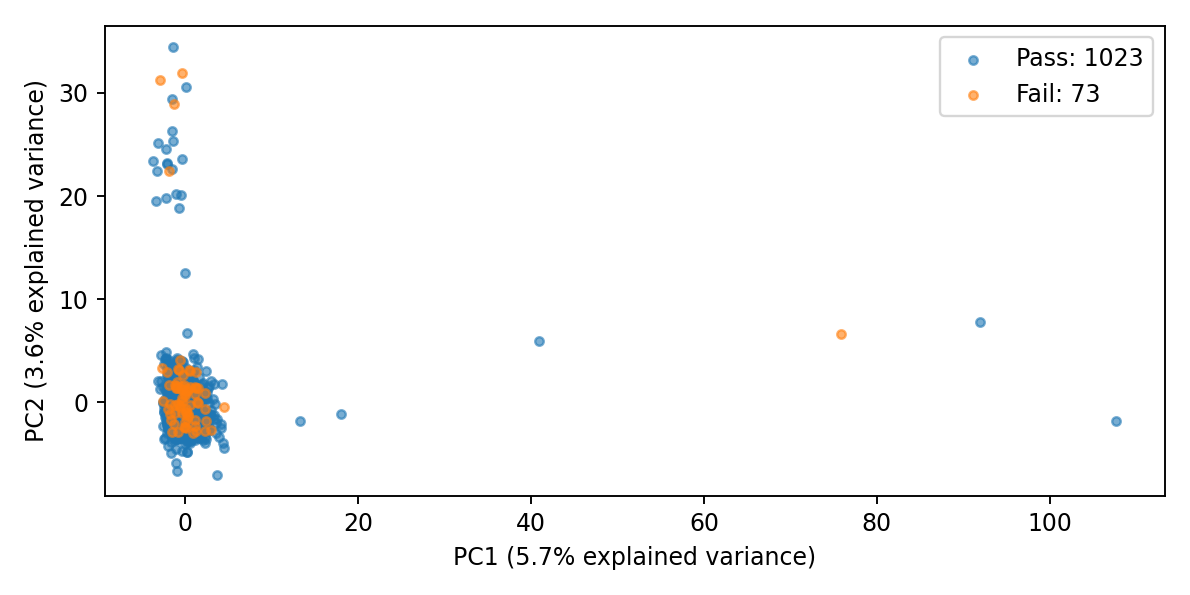 Pass: 1023
Fail: 73
PC2 (3.6% explained variance)
30
20
10
0
0 20 40 60 80 100
PC1 (5.7% explained variance)